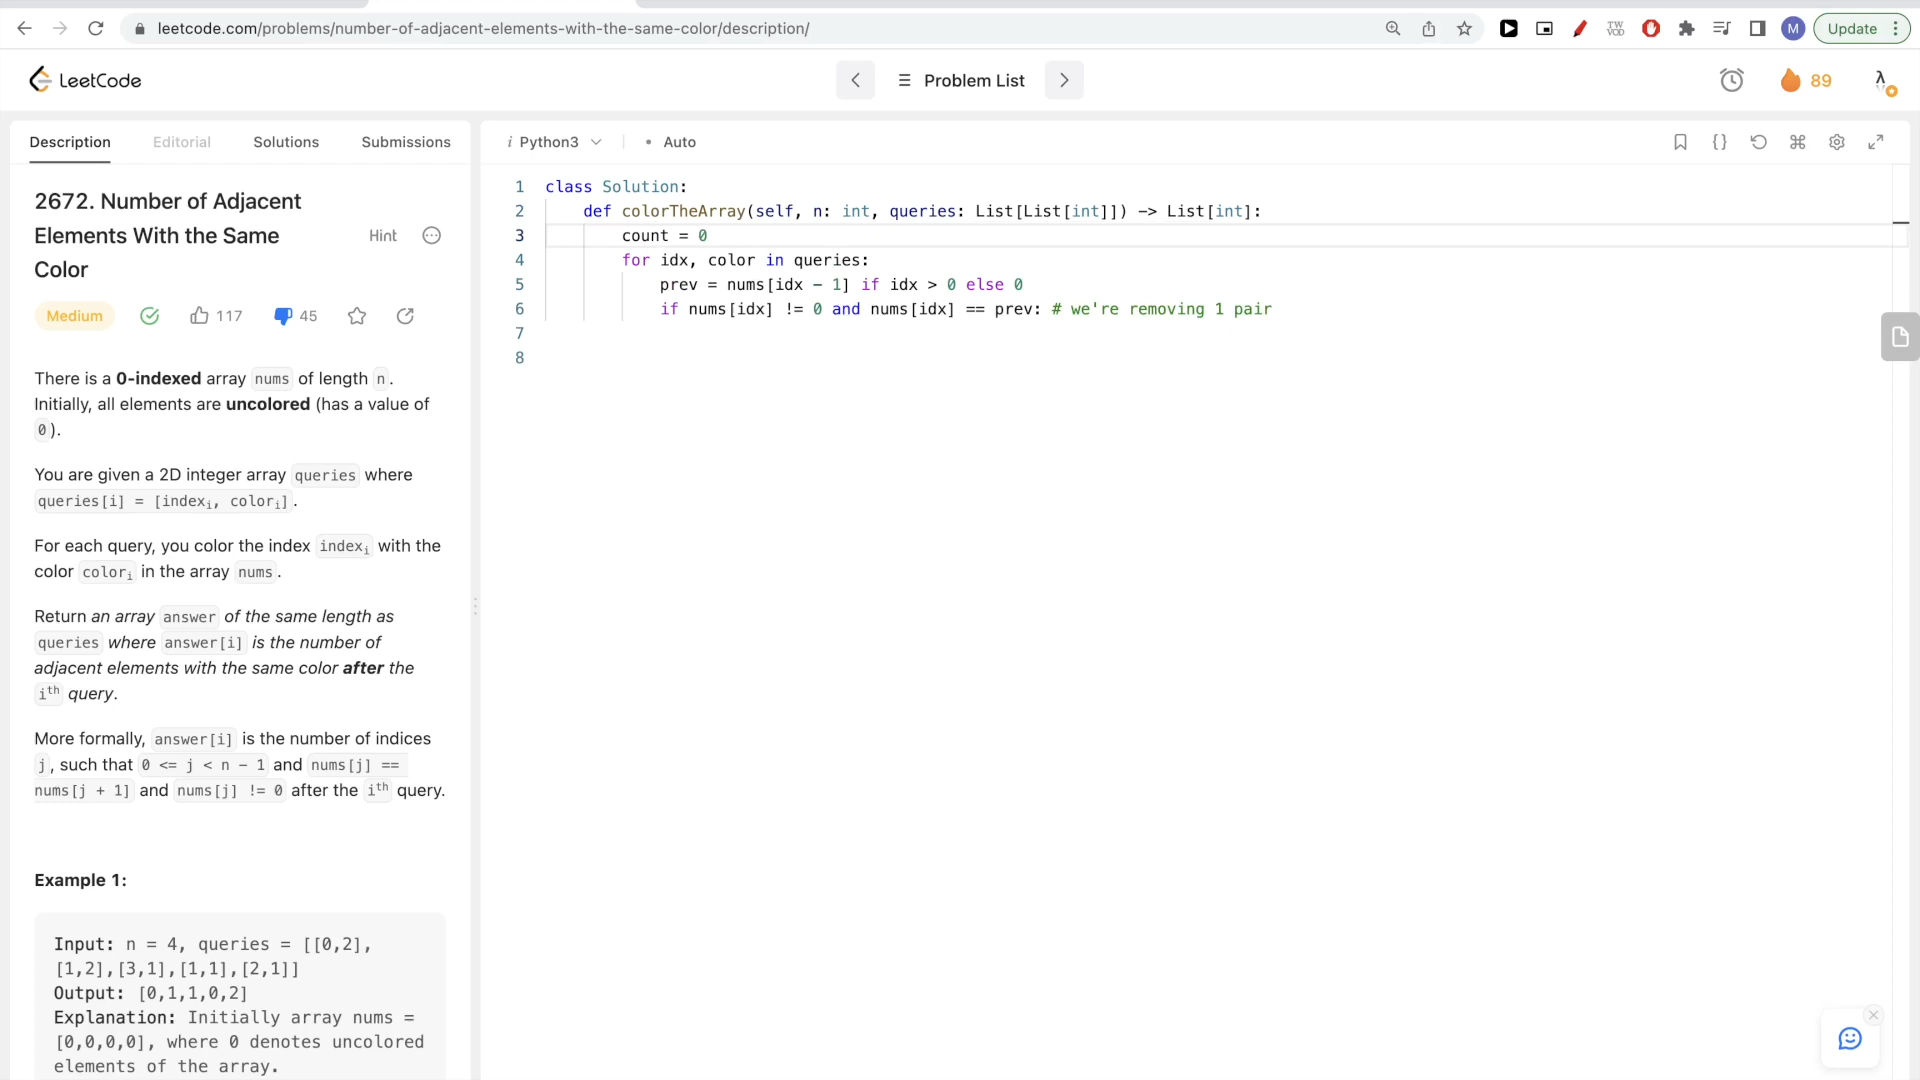 leetcode.com/problems/number-of-adjacent-elements-with-the-same-color/description/
TW VOD
M
Update
LeetCode
Problem List
89
Description Editorial Solutions Submissions
i Python3 • Auto
2672. Number of Adjacent
Elements With the Same
Color
Hint
Medium 117 45
There is a 0-indexed array nums of length n.
Initially, all elements are uncolored (has a value of
0).
You are given a 2D integer array queries where
queries[i] = [indexᵢ, colorᵢ].
For each query, you color the index indexᵢ with the
color colorᵢ in the array nums.
Return an array answer of the same length as
queries where answer[i] is the number of
adjacent elements with the same color after the
iᵗʰ query.
More formally, answer[i] is the number of indices
j, such that 0 <= j < n - 1 and nums[j] ==
nums[j + 1] and nums[j] != 0 after the iᵗʰ query.
Example 1:
Input: n = 4, queries = [[0,2],
[1,2],[3,1],[1,1],[2,1]]
Output: [0,1,1,0,2]
Explanation: Initially array nums =
[0,0,0,0], where 0 denotes uncolored
elements of the array.
1 class Solution:
2 def colorTheArray(self, n: int, queries: List[List[int]]) -> List[int]:
3 count = 0
4 for idx, color in queries:
5 prev = nums[idx - 1] if idx > 0 else 0
6 if nums[idx] != 0 and nums[idx] == prev: # we're removing 1 pair
7
8